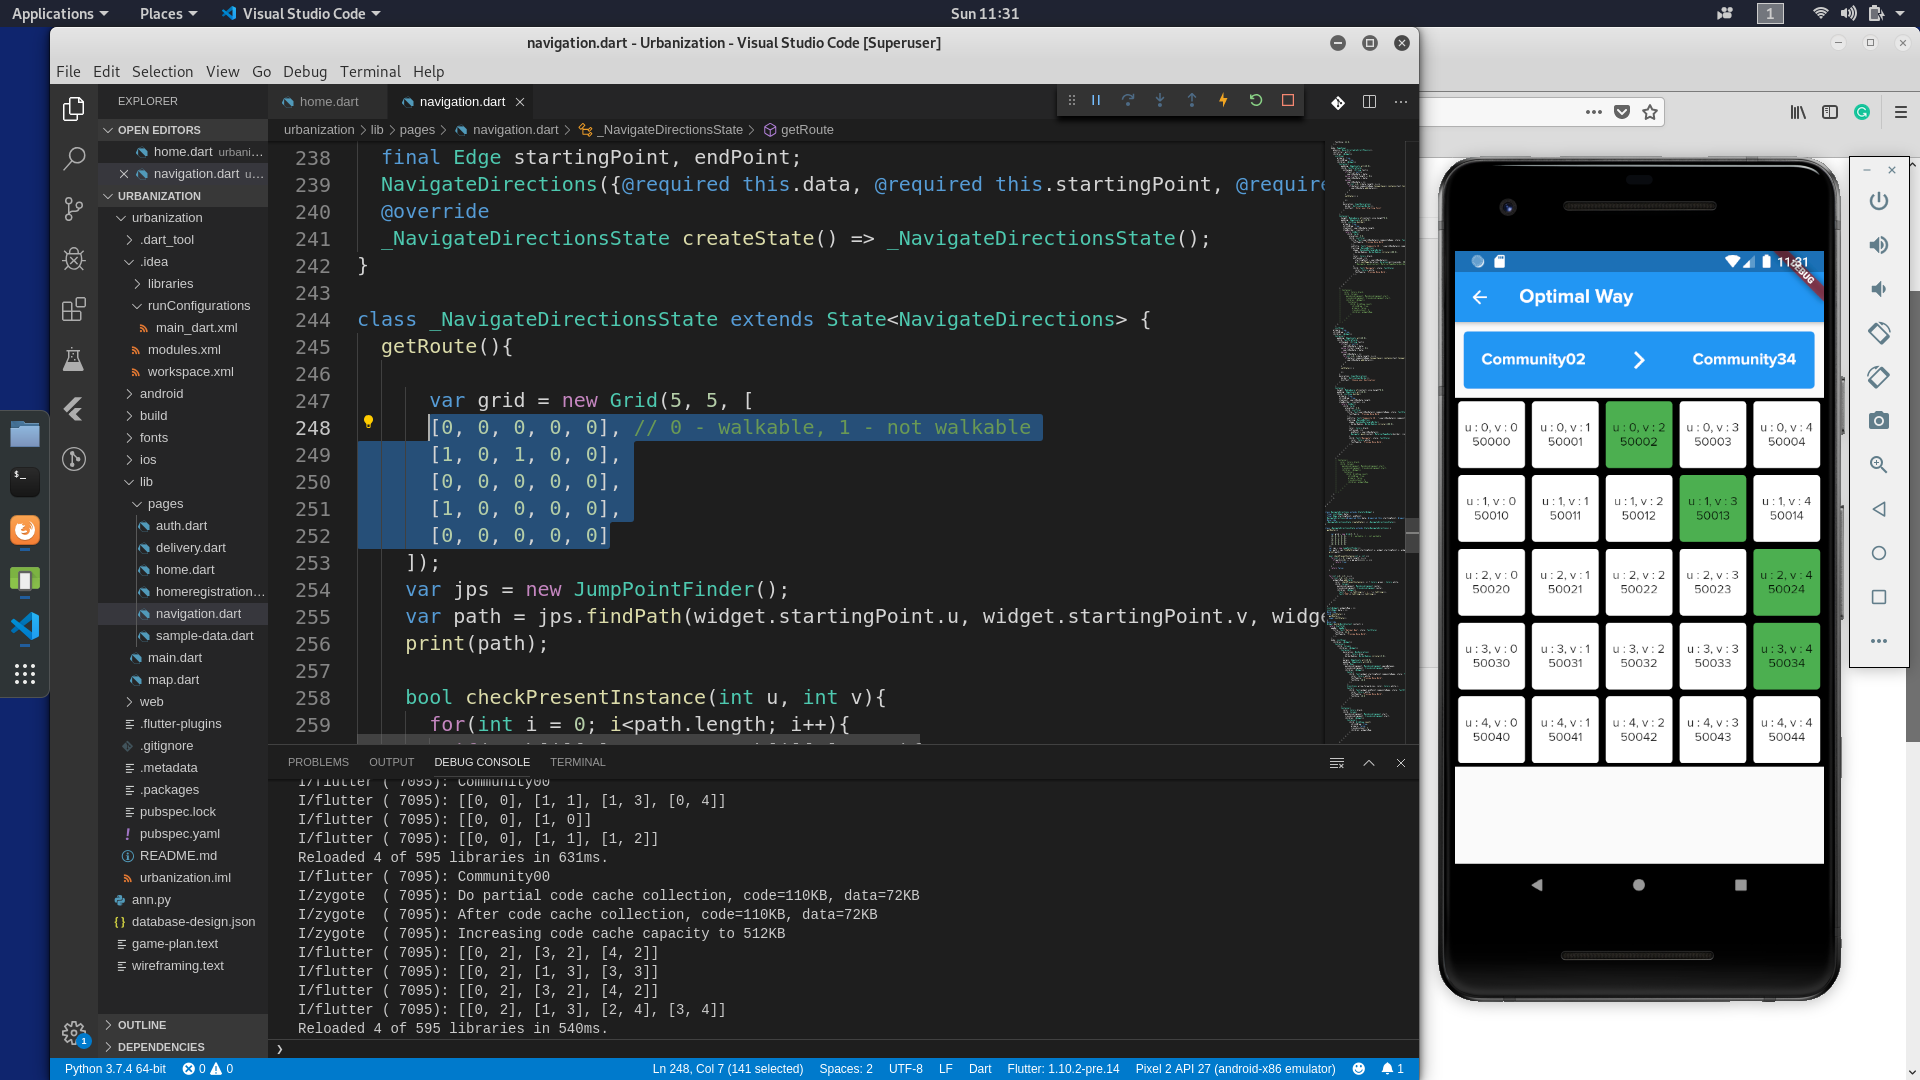 Applications Places Visual Studio Code Sun 11:31 1
navigation.dart - Urbanization - Visual Studio Code [Superuser]
File Edit Selection View Go Debug Terminal Help
EXPLORER
OPEN EDITORS
home.dart urbani...
navigation.dart u...
URBANIZATION
urbanization
.dart_tool
.idea
libraries
runConfigurations
main_dart.xml
modules.xml
workspace.xml
android
build
fonts
ios
lib
pages
auth.dart
delivery.dart
home.dart
homeregistration...
navigation.dart
sample-data.dart
main.dart
map.dart
web
.flutter-plugins
.gitignore
.metadata
.packages
pubspec.lock
pubspec.yaml
README.md
urbanization.iml
ann.py
database-design.json
game-plan.text
wireframing.text
OUTLINE
DEPENDENCIES
home.dart navigation.dart
urbanization > lib > pages > navigation.dart > _NavigateDirectionsState > getRoute
238 final Edge startingPoint, endPoint;
239 NavigateDirections({@required this.data, @required this.startingPoint, @require
240 @override
241 _NavigateDirectionsState createState() => _NavigateDirectionsState();
242 }
243
244 class _NavigateDirectionsState extends State<NavigateDirections> {
245 getRoute(){
246
247 var grid = new Grid(5, 5, [
248 [0, 0, 0, 0, 0], // 0 - walkable, 1 - not walkable
249 [1, 0, 1, 0, 0],
250 [0, 0, 0, 0, 0],
251 [1, 0, 0, 0, 0],
252 [0, 0, 0, 0, 0]
253 ]);
254 var jps = new JumpPointFinder();
255 var path = jps.findPath(widget.startingPoint.u, widget.startingPoint.v, widge
256 print(path);
257
258 bool checkPresentInstance(int u, int v){
259 for(int i = 0; i<path.length; i++){
PROBLEMS OUTPUT DEBUG CONSOLE TERMINAL
I/flutter ( 7095): Community00
I/flutter ( 7095): [[0, 0], [1, 1], [1, 3], [0, 4]]
I/flutter ( 7095): [[0, 0], [1, 0]]
I/flutter ( 7095): [[0, 0], [1, 1], [1, 2]]
Reloaded 4 of 595 libraries in 631ms.
I/flutter ( 7095): Community00
I/zygote  ( 7095): Do partial code cache collection, code=110KB, data=72KB
I/zygote  ( 7095): After code cache collection, code=110KB, data=72KB
I/zygote  ( 7095): Increasing code cache capacity to 512KB
I/flutter ( 7095): [[0, 2], [3, 2], [4, 2]]
I/flutter ( 7095): [[0, 2], [1, 3], [3, 3]]
I/flutter ( 7095): [[0, 2], [3, 2], [4, 2]]
I/flutter ( 7095): [[0, 2], [1, 3], [2, 4], [3, 4]]
Reloaded 4 of 595 libraries in 540ms.
1
Python 3.7.4 64-bit 0 0 Ln 248, Col 7 (141 selected) Spaces: 2 UTF-8 LF Dart Flutter: 1.10.2-pre.14 Pixel 2 API 27 (android-x86 emulator) 1
11:31
DEBUG
Optimal Way
Community02 Community34
u : 0, v : 0 u : 0, v : 1 u : 0, v : 2 u : 0, v : 3 u : 0, v : 4
50000 50001 50002 50003 50004
u : 1, v : 0 u : 1, v : 1 u : 1, v : 2 u : 1, v : 3 u : 1, v : 4
50010 50011 50012 50013 50014
u : 2, v : 0 u : 2, v : 1 u : 2, v : 2 u : 2, v : 3 u : 2, v : 4
50020 50021 50022 50023 50024
u : 3, v : 0 u : 3, v : 1 u : 3, v : 2 u : 3, v : 3 u : 3, v : 4
50030 50031 50032 50033 50034
u : 4, v : 0 u : 4, v : 1 u : 4, v : 2 u : 4, v : 3 u : 4, v : 4
50040 50041 50042 50043 50044